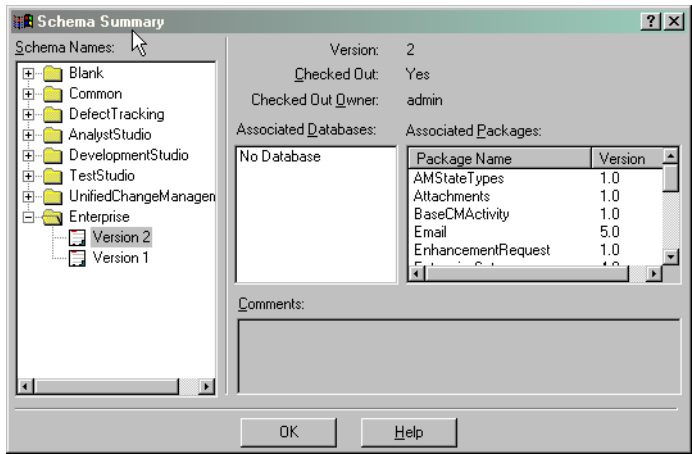 Schema Summary
Schema Names:
Blank
Common
DefectTracking
AnalystStudio
DevelopmentStudio
TestStudio
UnifiedChangeManagen
Enterprise
Version 2
Version 1
Version: 2
Checked Out: Yes
Checked Out Owner: admin
Associated Databases:
No Database
Associated Packages:
Package Name Version
AMStateTypes 1.0
Attachments 1.0
BaseCMActivity 1.0
Email 5.0
EnhancementRequest 1.0
Comments:
OK Help